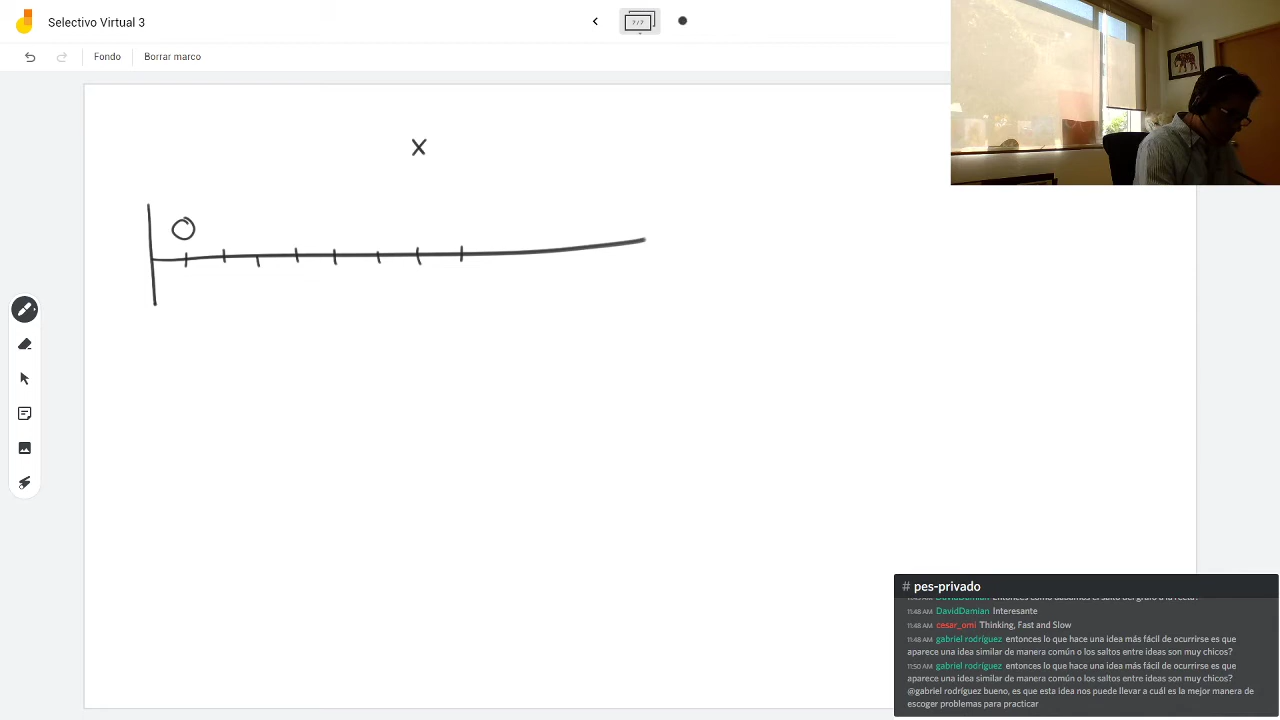 Selectivo Virtual 3
7 / 7
Fondo
Borrar marco
x
O
# pes-privado
11:48 AM DavidDamian Interesante
11:48 AM cesar_omi Thinking, Fast and Slow
11:48 AM gabriel rodríguez entonces lo que hace una idea más fácil de ocurrirse es que
aparece una idea similar de manera común o los saltos entre ideas son muy chicos?
11:50 AM gabriel rodríguez entonces lo que hace una idea más fácil de ocurrirse es que
aparece una idea similar de manera común o los saltos entre ideas son muy chicos?
@gabriel rodríguez bueno, es que esta idea nos puede llevar a cuál es la mejor manera de
escoger problemas para practicar